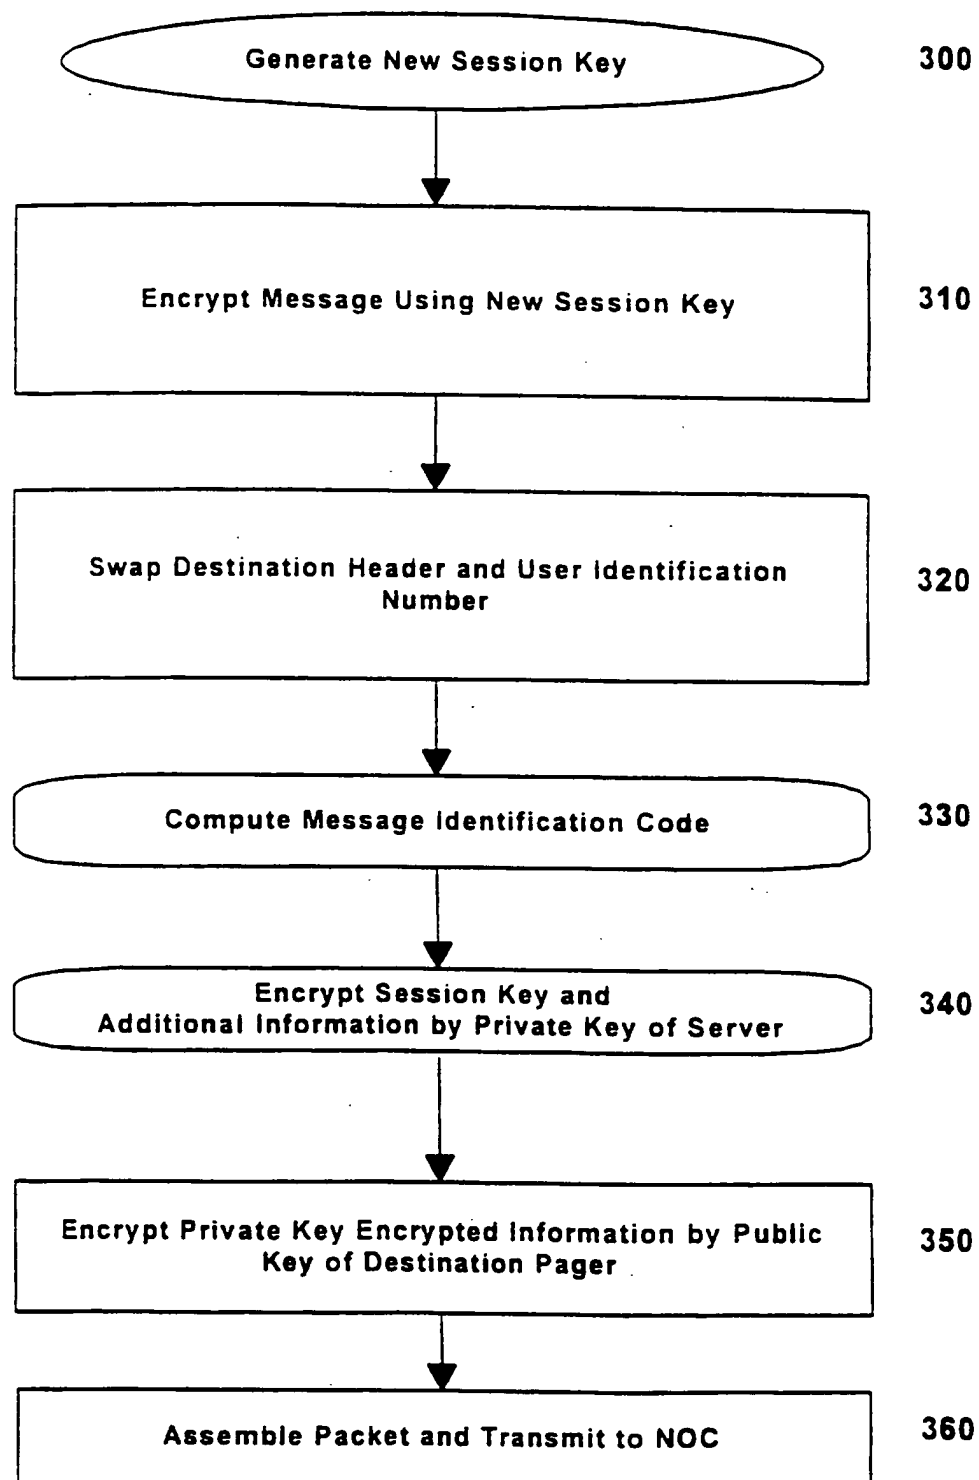 Generate New Session Key
300
Encrypt Message Using New Session Key
310
Swap Destination Header and User Identification
Number
320
Compute Message Identification Code
330
Encrypt Session Key and
Additional Information by Private Key of Server
340
Encrypt Private Key Encrypted Information by Public
Key of Destination Pager
350
Assemble Packet and Transmit to NOC
360